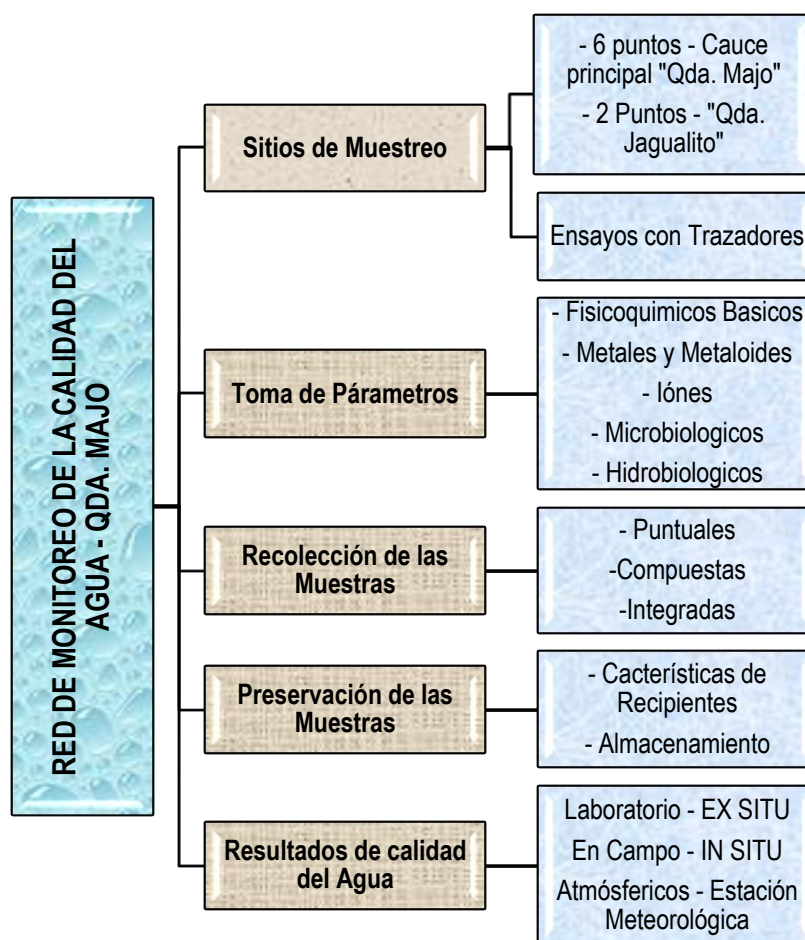 RED DE MONITOREO DE LA CALIDAD DEL
AGUA - QDA. MAJO
Sitios de Muestreo
- 6 puntos - Cauce
principal "Qda. Majo"
- 2 Puntos - "Qda.
Jagualito"
Ensayos con Trazadores
Toma de Párametros
- Fisicoquimicos Basicos
- Metales y Metaloides
- Iónes
- Microbiologicos
- Hidrobiologicos
Recolección de las
Muestras
- Puntuales
-Compuestas
-Integradas
Preservación de las
Muestras
- Cacterísticas de
Recipientes
- Almacenamiento
Resultados de calidad
del Agua
Laboratorio - EX SITU
En Campo - IN SITU
Atmósfericos - Estación
Meteorológica